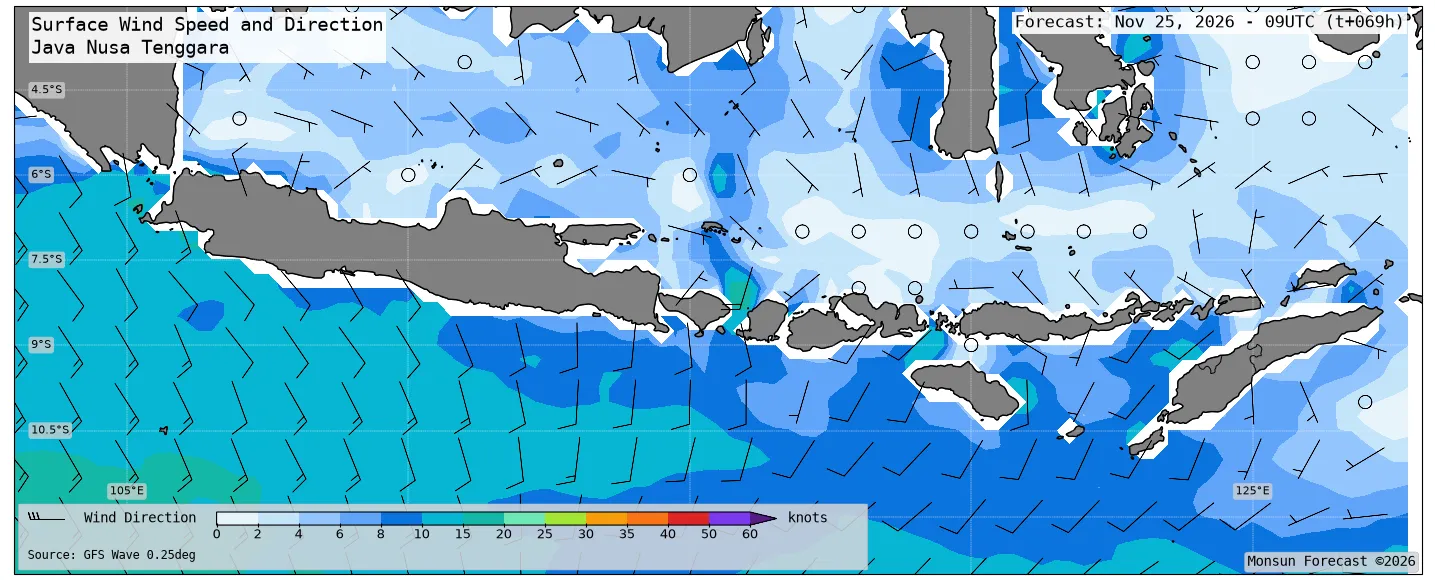 Surface Wind Speed and Direction
Java Nusa Tenggara
Forecast: Nov 25, 2026 - 09UTC (t+069h)
4.5°S
6°S
7.5°S
9°S
10.5°S
105°E
125°E
Wind Direction
0 2 4 6 8 10 15 20 25 30 35 40 50 60
knots
Source: GFS Wave 0.25deg
Monsun Forecast ©2026